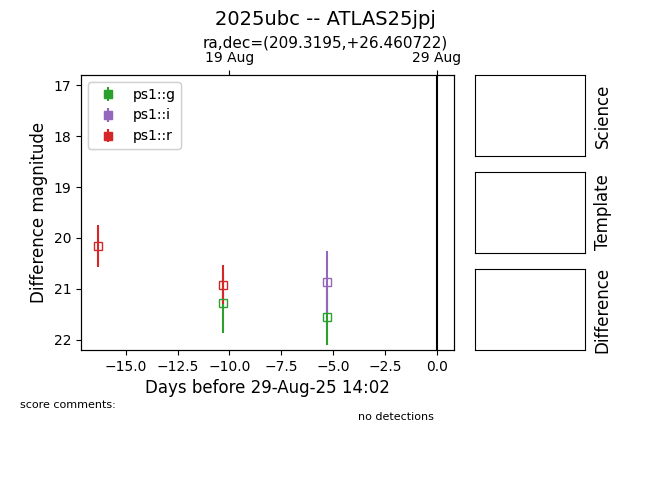 2025ubc -- ATLAS25jpj
ra,dec=(209.3195,+26.460722)
19 Aug
29 Aug
ps1::g
ps1::i
ps1::r
17
18
19
20
21
22
Difference magnitude
−15.0
−12.5
−10.0
−7.5
−5.0
−2.5
0.0
Days before 29-Aug-25 14:02
Science
Template
Difference
score comments:
no detections